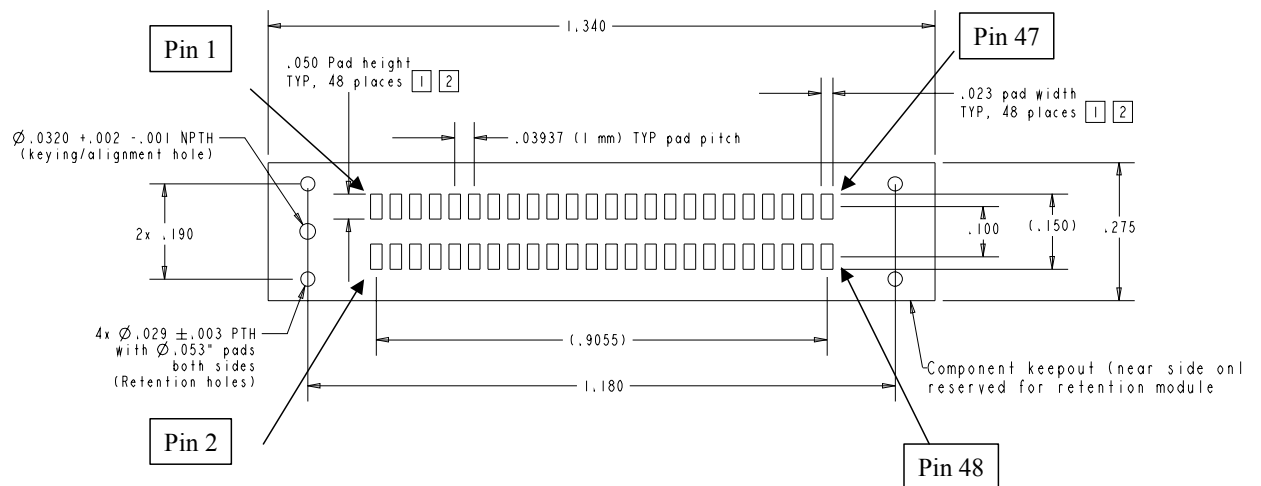 1.340
Pin 1
Pin 47
.050 Pad height
TYP, 48 places 1 2
.023 pad width
TYP, 48 places 1 2
Ø.0320 +.002 -.001 NPTH
(keying/alignment hole)
.03937 (1 mm) TYP pad pitch
2x .190
.100
(.150)
.275
4x Ø.029 ±.003 PTH
with Ø.053" pads
both sides
(Retention holes)
(.9055)
1.180
Component keepout (near side onl
reserved for retention module
Pin 2
Pin 48